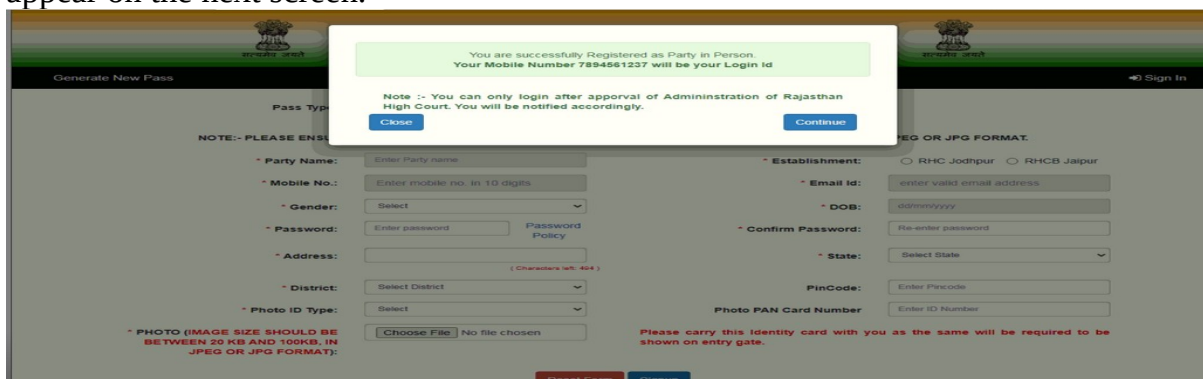 appear on the next screen.
सत्यमेव जयते
सत्यमेव जयते
You are successfully Registered as Party in Person.
Your Mobile Number 7894561237 will be your Login Id
Generate New Pass
Sign In
Note :- You can only login after apporval of Admininstration of Rajasthan
High Court. You will be notified accordingly.
Pass Typ
Close
Continue
NOTE:- PLEASE ENSU
PEG OR JPG FORMAT.
* Party Name:
Enter Party name
* Establishment:
RHC Jodhpur
RHCB Jaipur
* Mobile No.:
Enter mobile no. in 10 digits
* Email Id:
enter valid email address
* Gender:
Select
* DOB:
dd/mm/yyyy
* Password:
Enter password
Password
Policy
* Confirm Password:
Re-enter password
* Address:
( Characters left: 404 )
* State:
Select State
* District:
Select District
PinCode:
Enter Pincode
* Photo ID Type:
Select
Photo PAN Card Number
Enter ID Number
* PHOTO (IMAGE SIZE SHOULD BE
BETWEEN 20 KB AND 100KB, IN
JPEG OR JPG FORMAT):
Choose File No file chosen
Please carry this Identity card with you as the same will be required to be
shown on entry gate.
Reset Form
Signup